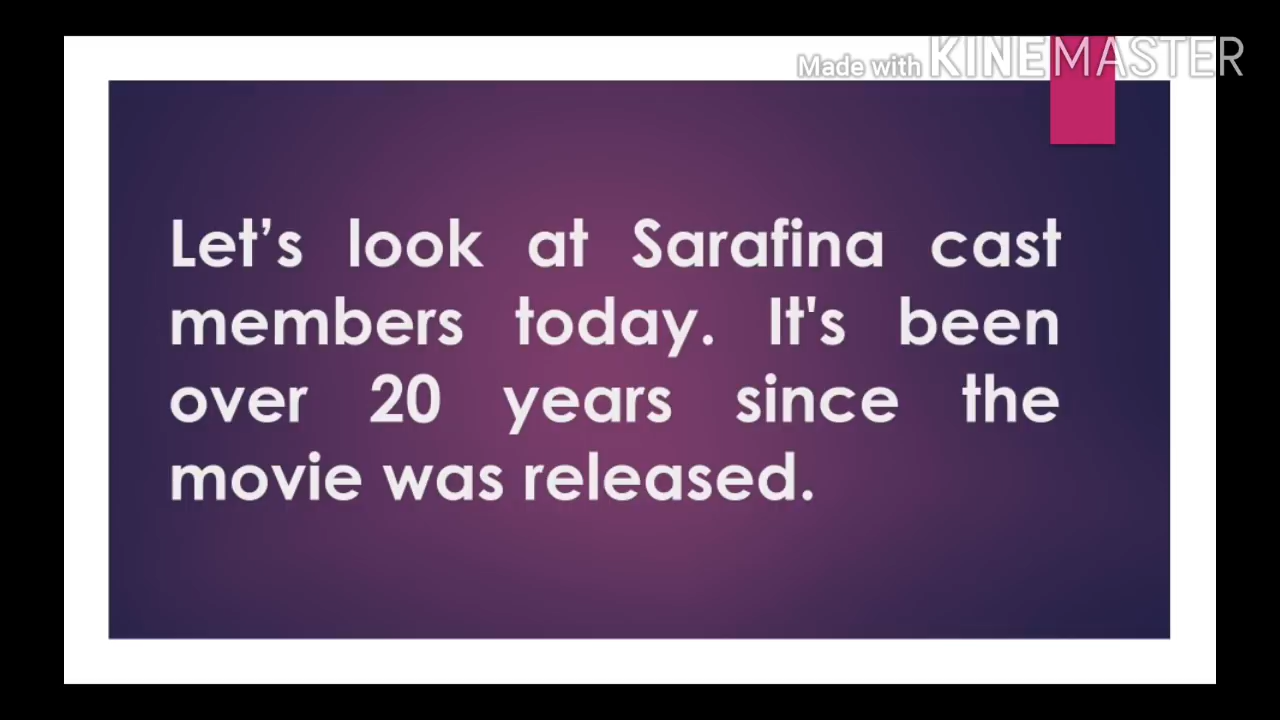 Made with KINEMASTER
Let’s look at Sarafina cast
members today. It's been
over 20 years since the
movie was released.